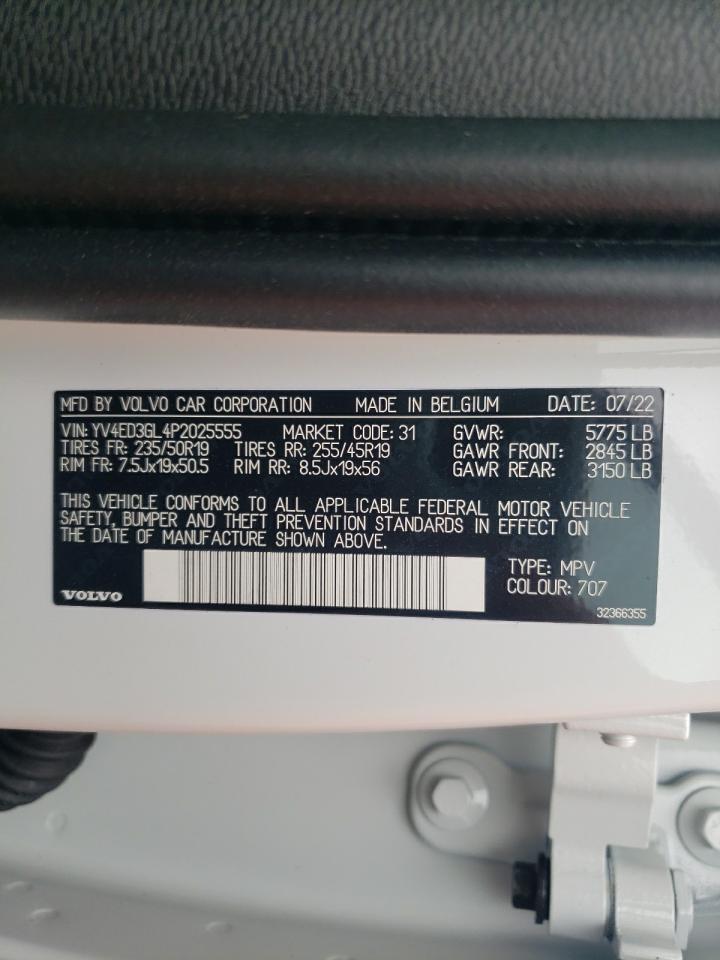 MFD BY VOLVO CAR CORPORATION MADE IN BELGIUM DATE: 07/22
VIN: YV4ED3GL4P2025555 MARKET CODE: 31 GVWR: 5775 LB
TIRES FR: 235/50R19 TIRES RR: 255/45R19 GAWR FRONT: 2845 LB
RIM FR: 7.5Jx19x50.5 RIM RR: 8.5Jx19x56 GAWR REAR: 3150 LB
THIS VEHICLE CONFORMS TO ALL APPLICABLE FEDERAL MOTOR VEHICLE
SAFETY, BUMPER AND THEFT PREVENTION STANDARDS IN EFFECT ON
THE DATE OF MANUFACTURE SHOWN ABOVE.
TYPE: MPV
COLOUR: 707
VOLVO
32366355